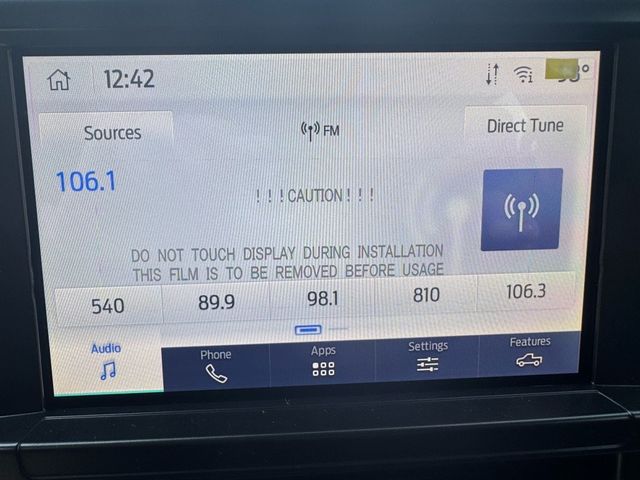 12:42
Sources
FM
Direct Tune
106.1
! ! ! CAUTION ! ! !
DO NOT TOUCH DISPLAY DURING INSTALLATION
THIS FILM IS TO BE REMOVED BEFORE USAGE
540 89.9 98.1 810 106.3
Audio Phone Apps Settings Features